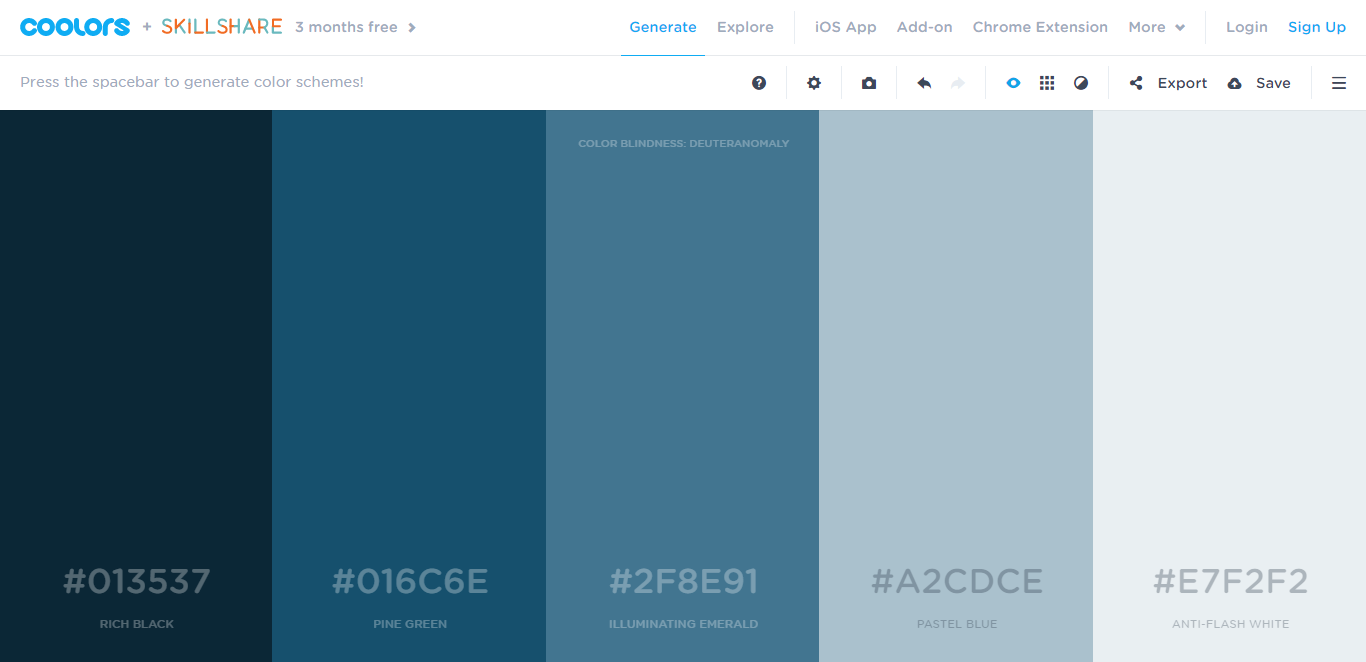 coolors + SKILLSHARE 3 months free Generate Explore iOS App Add-on Chrome Extension More Login Sign Up
Press the spacebar to generate color schemes! Export Save
COLOR BLINDNESS: DEUTERANOMALY
#013537 #016C6E #2F8E91 #A2CDCE #E7F2F2
RICH BLACK PINE GREEN ILLUMINATING EMERALD PASTEL BLUE ANTI-FLASH WHITE